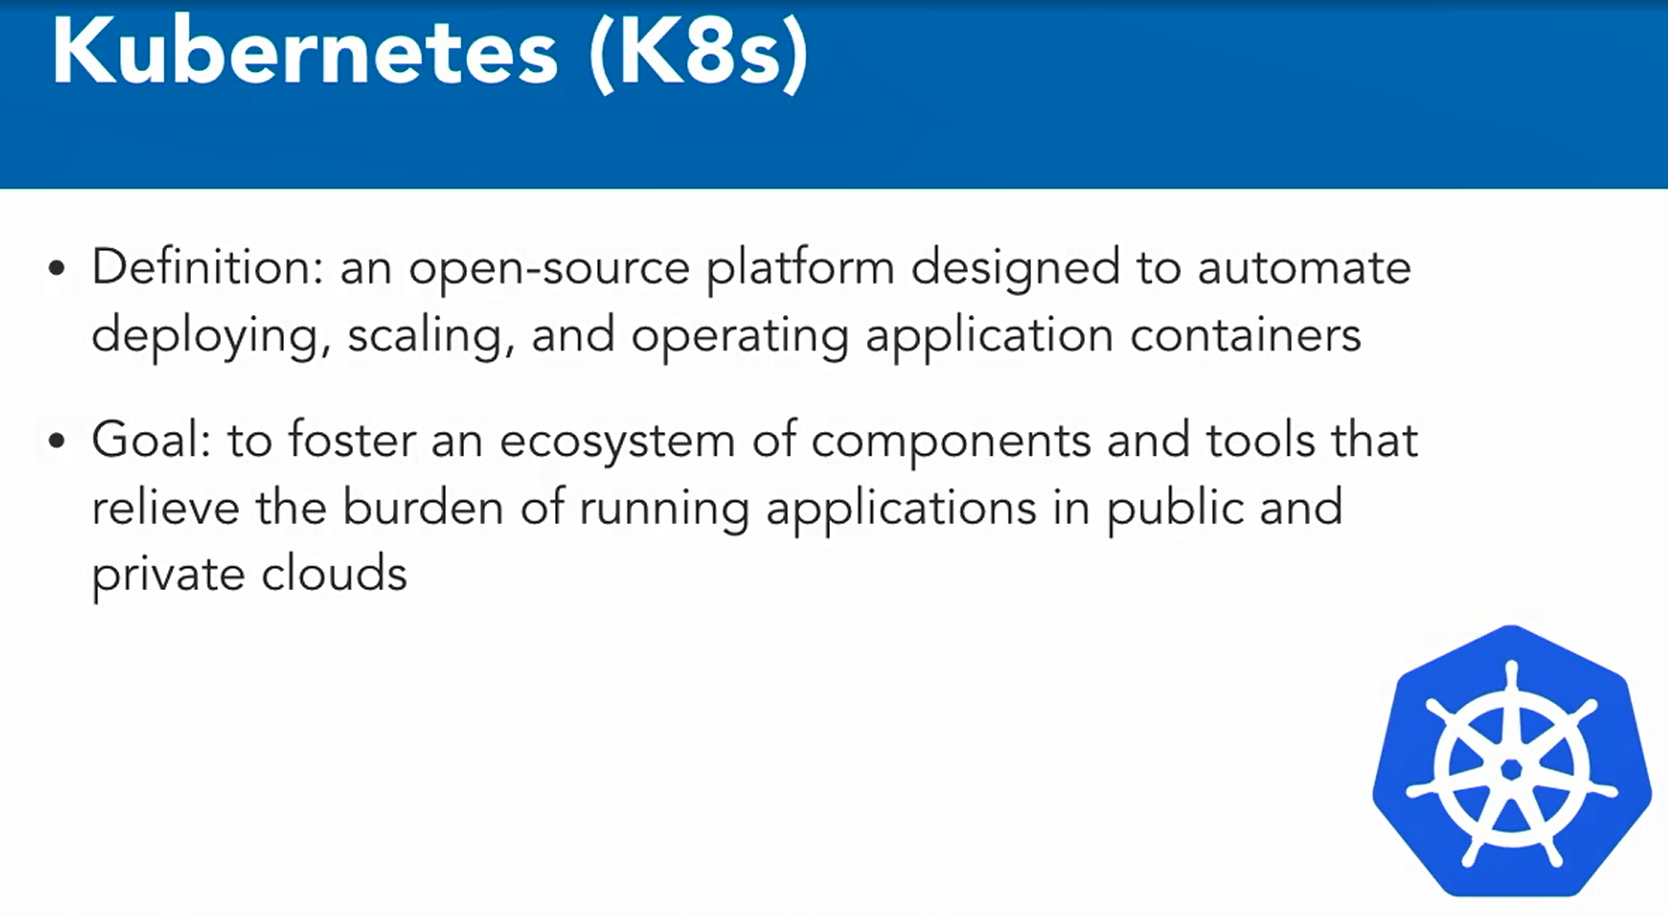 Kubernetes (K8s)
• Definition: an open-source platform designed to automate
deploying, scaling, and operating application containers
• Goal: to foster an ecosystem of components and tools that
relieve the burden of running applications in public and
private clouds